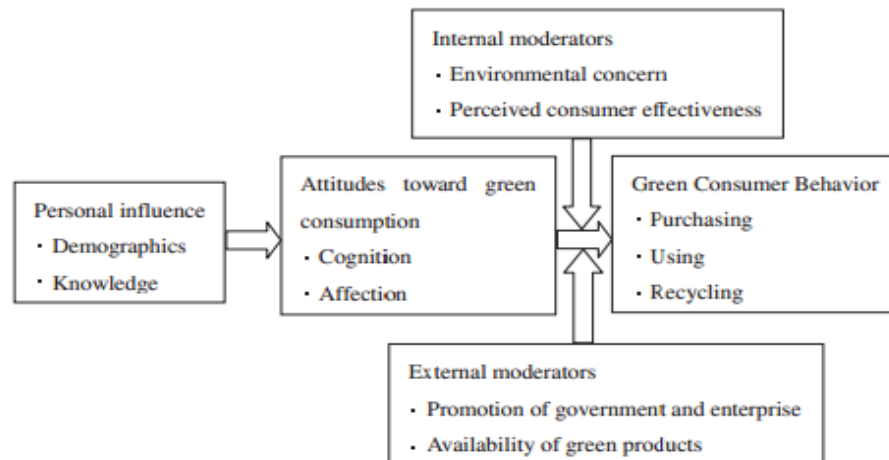 Internal moderators
· Environmental concern
· Perceived consumer effectiveness
Personal influence
· Demographics
· Knowledge
Attitudes toward green
consumption
· Cognition
· Affection
Green Consumer Behavior
· Purchasing
· Using
· Recycling
External moderators
· Promotion of government and enterprise
· Availability of green products